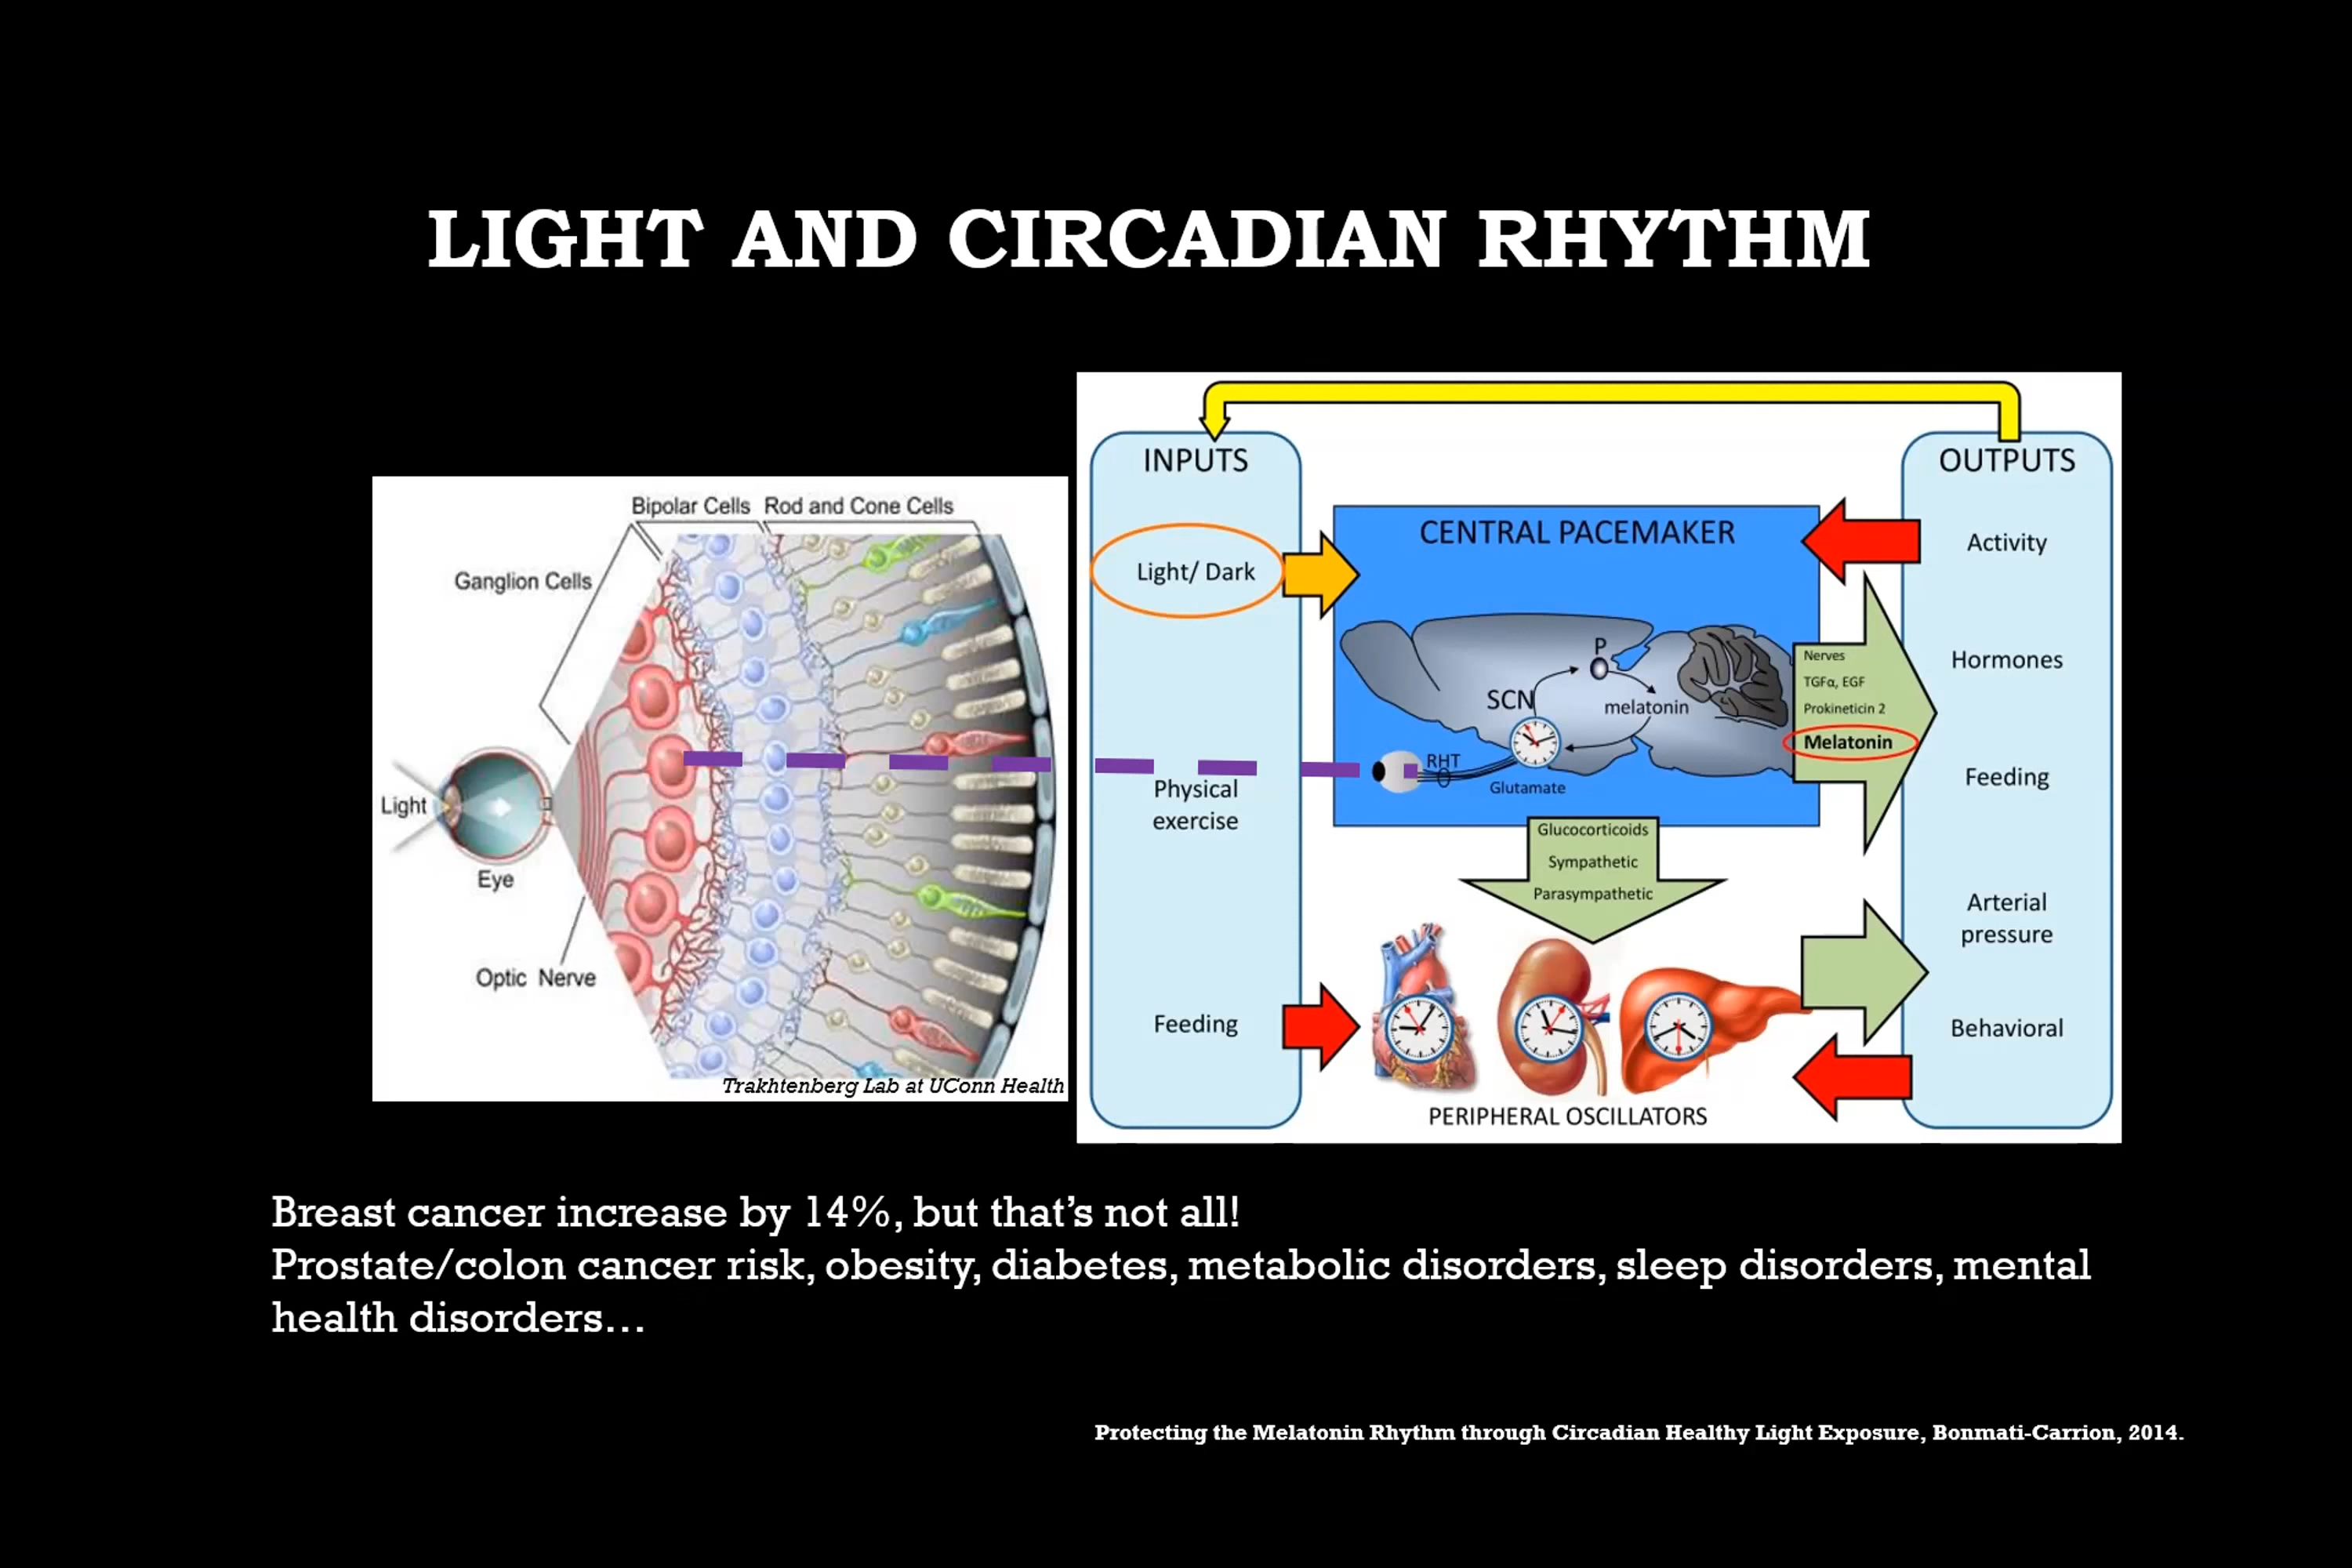 LIGHT AND CIRCADIAN RHYTHM
Bipolar Cells Rod and Cone Cells
Ganglion Cells
Light
Eye
Optic Nerve
Trakhtenberg Lab at UConn Health
INPUTS
Light/ Dark
Physical
exercise
Feeding
CENTRAL PACEMAKER
P
SCN
melatonin
RHT
Glutamate
Nerves
TGFα, EGF
Prokineticin 2
Melatonin
Glucocorticoids
Sympathetic
Parasympathetic
PERIPHERAL OSCILLATORS
OUTPUTS
Activity
Hormones
Feeding
Arterial
pressure
Behavioral
Breast cancer increase by 14%, but that’s not all!
Prostate/colon cancer risk, obesity, diabetes, metabolic disorders, sleep disorders, mental
health disorders…
Protecting the Melatonin Rhythm through Circadian Healthy Light Exposure, Bonmati-Carrion, 2014.